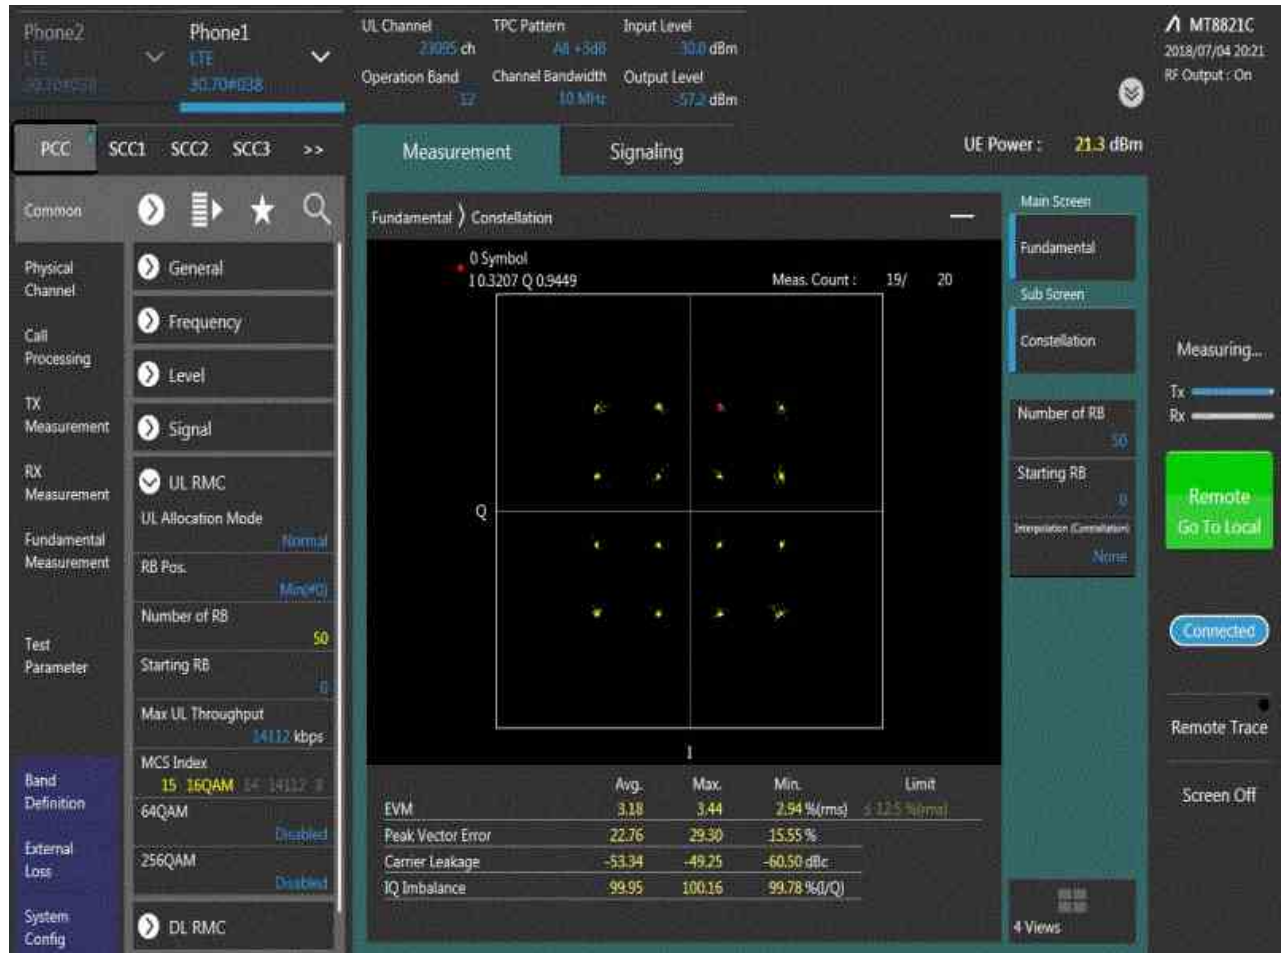 Phone2
Phone1
LTE
LTE
30.70#038
UL Channel
23095 ch
TPC Pattern
All +3dB
Input Level
30.0 dBm
Operation Band
12
Channel Bandwidth
10 MHz
Output Level
-57.2 dBm
MT8821C
2018/07/04 20:21
RF Output : On
PCC SCC1 SCC2 SCC3 >>
Measurement
Signaling
UE Power : 21.3 dBm
Common
Physical
Channel
Call
Processing
TX
Measurement
RX
Measurement
Fundamental
Measurement
Test
Parameter
Band
Definition
External
Loss
System
Config
General
Frequency
Level
Signal
UL RMC
UL Allocation Mode
Normal
RB Pos.
Min(#0)
Number of RB
50
Starting RB
0
Max UL Throughput
14112 kbps
MCS Index
15 16QAM 14 14112 8
64QAM
Disabled
256QAM
Disabled
DL RMC
Fundamental ⟩ Constellation
0 Symbol
I 0.3207 Q 0.9449
Meas. Count : 19/ 20
Q
I
Avg. Max. Min. Limit
EVM 3.18 3.44 2.94 %(rms) ≤ 12.5 %(rms)
Peak Vector Error 22.76 29.30 15.55 %
Carrier Leakage -53.34 -49.25 -60.50 dBc
IQ Imbalance 99.95 100.16 99.78 %(I/Q)
Main Screen
Fundamental
Sub Screen
Constellation
Number of RB
50
Starting RB
0
Interpolation (Constellation)
None
4 Views
Measuring...
Tx
Rx
Remote
Go To Local
Connected
Remote Trace
Screen Off